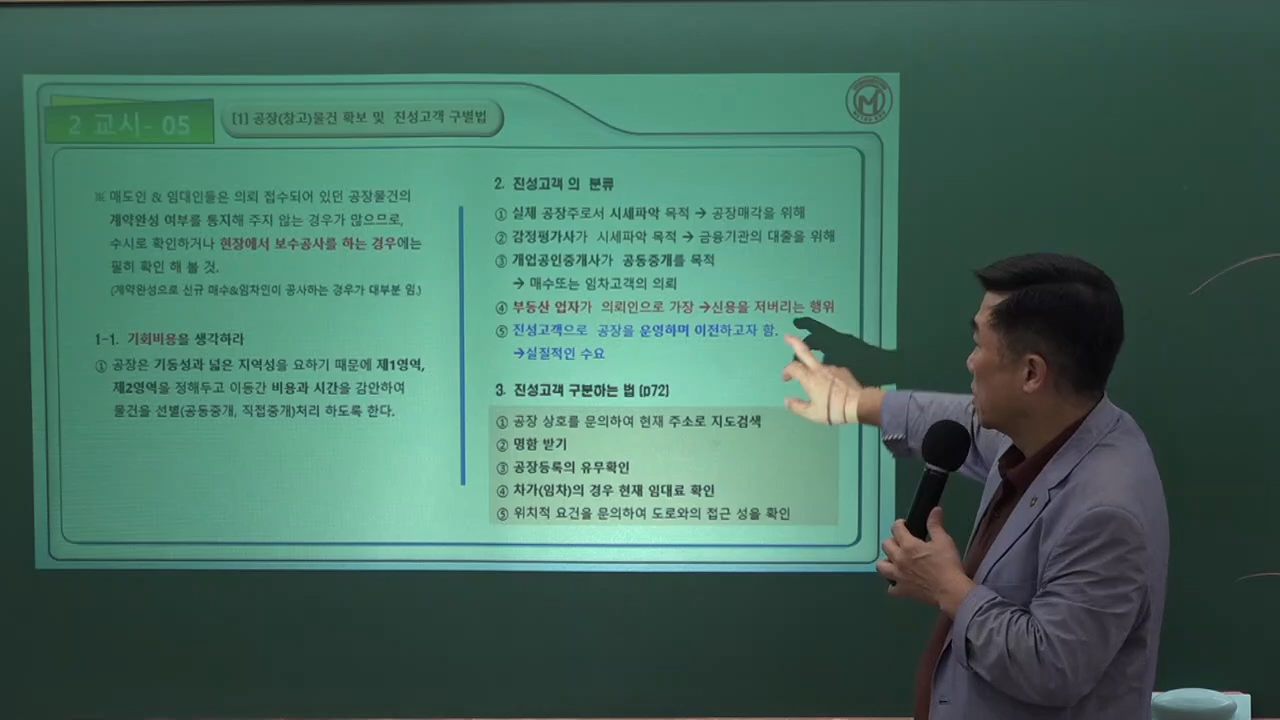 2 교시- 05
[1] 공장(창고)물건 확보 및 진성고객 구별법
※ 매도인 & 임대인들은 의뢰 접수되어 있던 공장물건의
계약완성 여부를 통지해 주지 않는 경우가 많으므로,
수시로 확인하거나 현장에서 보수공사를 하는 경우에는
필히 확인 해 볼 것.
(계약완성으로 신규 매수&임차인이 공사하는 경우가 대부분 임.)
1-1. 기회비용을 생각하라
① 공장은 기동성과 넓은 지역성을 요하기 때문에 제1영역,
제2영역을 정해두고 이동간 비용과 시간을 감안하여
물건을 선별(공동중개, 직접중개)처리 하도록 한다.
2. 진성고객 의 분류
① 실제 공장주로서 시세파악 목적 → 공장매각을 위해
② 감정평가사가 시세파악 목적 → 금융기관의 대출을 위해
③ 개업공인중개사가 공동중개를 목적
→ 매수또는 임차고객의 의뢰
④ 부동산 업자가 의뢰인으로 가장 →신용을 저버리는 행위
⑤ 진성고객으로 공장을 운영하며 이전하고자 함.
→실질적인 수요
3. 진성고객 구분하는 법 (p72)
① 공장 상호를 문의하여 현재 주소로 지도검색
② 명함 받기
③ 공장등록의 유무확인
④ 차가(임차)의 경우 현재 임대료 확인
⑤ 위치적 요건을 문의하여 도로와의 접근 성을 확인